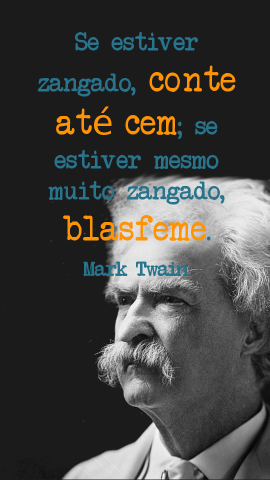 Se estiver
zangado, conte
até cem; se
estiver mesmo
muito zangado,
blasfeme.
Mark Twain